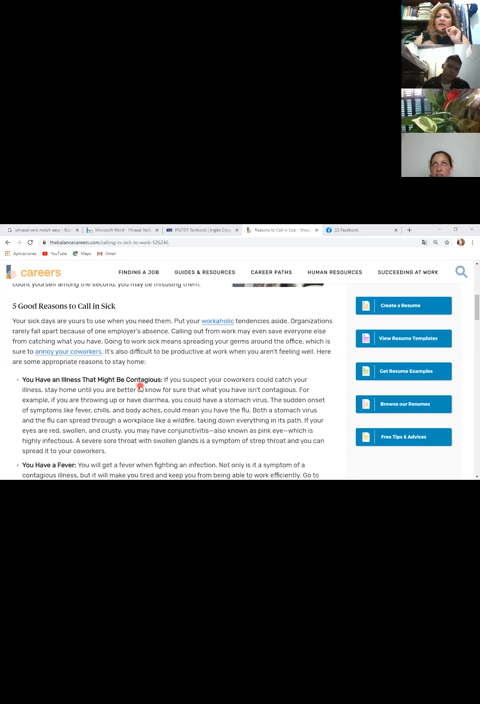 phrasal verb match easy - Eco
Microsoft Word - Phrasal Verb
Reasons to Call in Sick - Shou
(2) Facebook
thebalancecareers.com/calling-in-sick-to-work-526246
Aplicaciones
YouTube
Maps
Gmail
careers
FINDING A JOB
GUIDES & RESOURCES
CAREER PATHS
HUMAN RESOURCES
SUCCEEDING AT WORK
count yourself among the second, you may be misusing them.
5 Good Reasons to Call in Sick
Your sick days are yours to use when you need them. Put your workaholic tendencies aside. Organizations
rarely fall apart because of one employer's absence. Calling out from work may even save everyone else
from catching what you have. Going to work sick means spreading your germs around the office, which is
sure to annoy your coworkers. It's also difficult to be productive at work when you aren't feeling well. Here
are some appropriate reasons to stay home:
• You Have an Illness That Might Be Contagious: If you suspect your coworkers could catch your
illness, stay home until you are better or know for sure that what you have isn't contagious. For
example, if you are throwing up or have diarrhea, you could have a stomach virus. The sudden onset
of symptoms like fever, chills, and body aches, could mean you have the flu. Both a stomach virus
and the flu can spread through a workplace like a wildfire, taking down everything in its path. If your
eyes are red, swollen, and crusty, you may have conjunctivitis–also known as pink eye–which is
highly infectious. A severe sore throat with swollen glands is a symptom of strep throat and you can
spread it to your coworkers.
• You Have a Fever: You will get a fever when fighting an infection. Not only is it a symptom of a
contagious illness, but it will make you tired and keep you from being able to work efficiently. Go to
Create a Resume
View Resume Templates
Get Resume Examples
Browse our Resumes
Free Tips & Advices